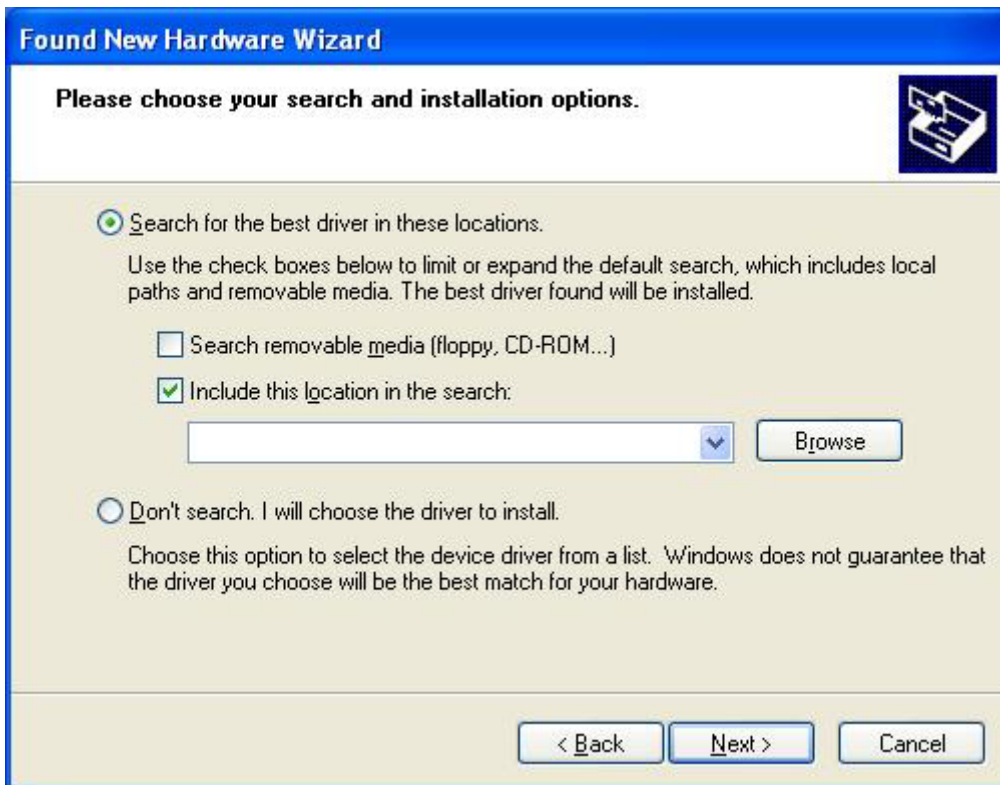 Found New Hardware Wizard
Please choose your search and installation options.
Search for the best driver in these locations.
Use the check boxes below to limit or expand the default search, which includes local
paths and removable media. The best driver found will be installed.
Search removable media (floppy, CD-ROM...)
Include this location in the search:
Browse
Don't search. I will choose the driver to install.
Choose this option to select the device driver from a list.  Windows does not guarantee that
the driver you choose will be the best match for your hardware.
< Back
Next >
Cancel